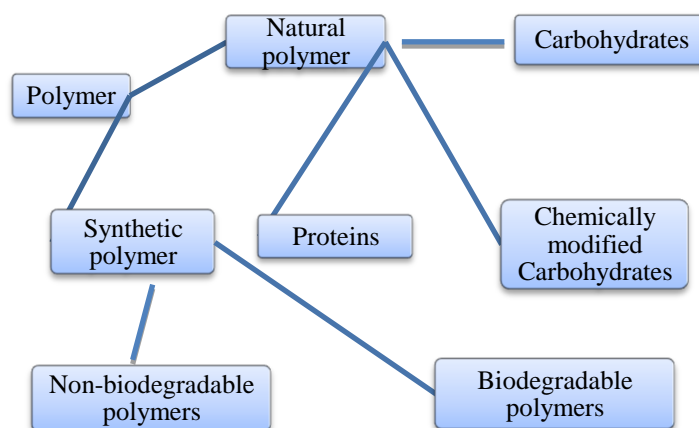 Natural
polymer
Carbohydrates
Polymer
Synthetic
polymer
Proteins
Chemically
modified
Carbohydrates
Non-biodegradable
polymers
Biodegradable
polymers